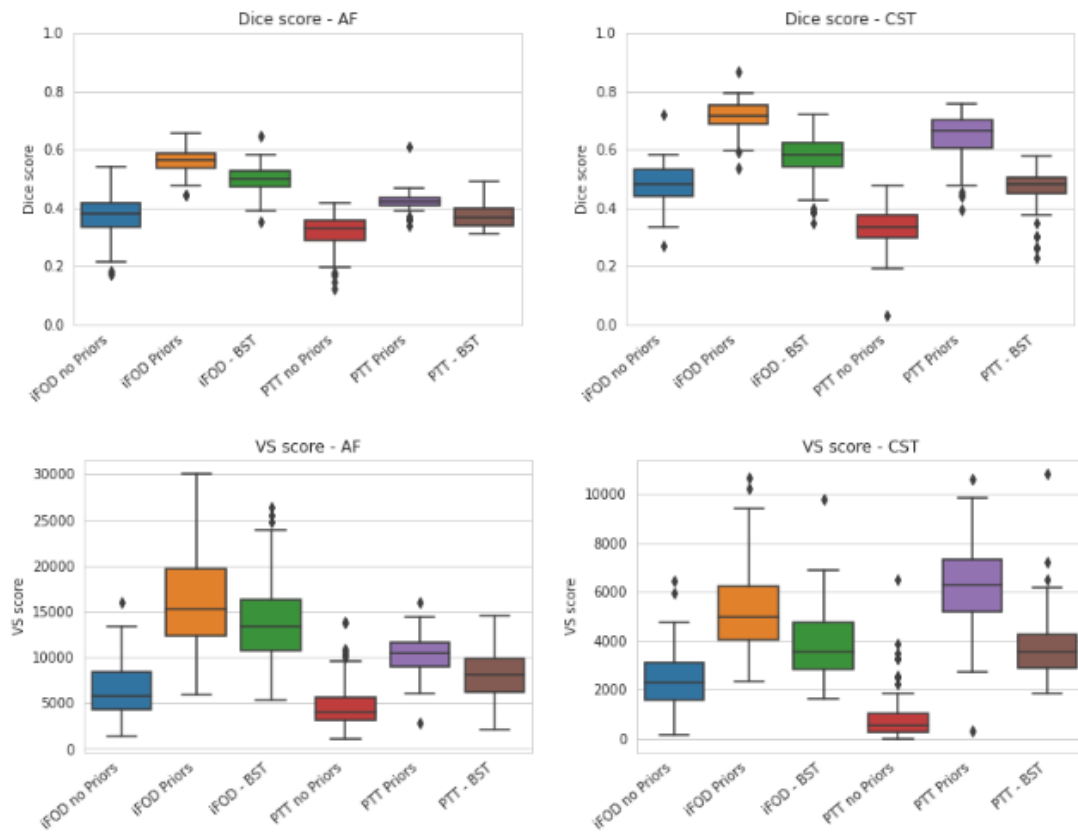 Dice score - AF
1.0
0.8
0.6
0.4
0.2
0.0
Dice score
iFOD no Priors
iFOD Priors
iFOD - BST
PTT no Priors
PTT Priors
PTT - BST
Dice score - CST
1.0
0.8
0.6
0.4
0.2
0.0
Dice score
iFOD no Priors
iFOD Priors
iFOD - BST
PTT no Priors
PTT Priors
PTT - BST
VS score - AF
30000
25000
20000
15000
10000
5000
0
VS score
iFOD no Priors
iFOD Priors
iFOD - BST
PTT no Priors
PTT Priors
PTT - BST
VS score - CST
10000
8000
6000
4000
2000
0
VS score
iFOD no Priors
iFOD Priors
iFOD - BST
PTT no Priors
PTT Priors
PTT - BST